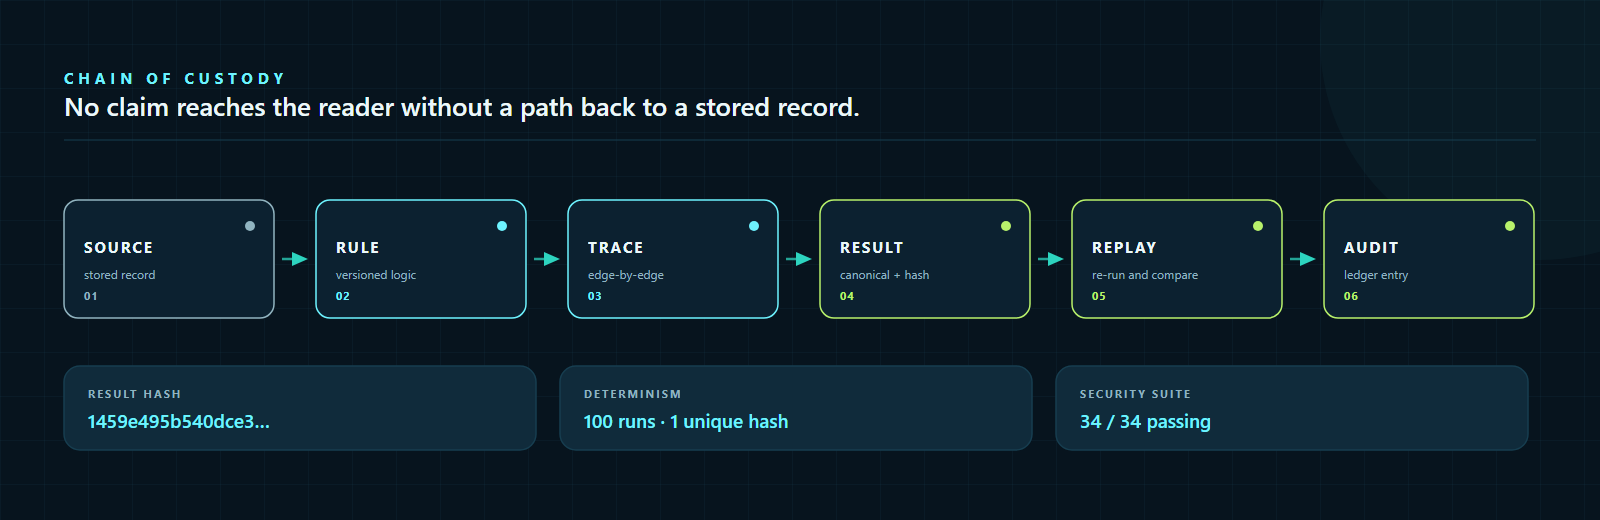 CHAIN OF CUSTODY
No claim reaches the reader without a path back to a stored record.
SOURCE
stored record
01
RULE
versioned logic
02
TRACE
edge-by-edge
03
RESULT
canonical + hash
04
REPLAY
re-run and compare
05
AUDIT
ledger entry
06
RESULT HASH
1459e495b540dce3...
DETERMINISM
100 runs · 1 unique hash
SECURITY SUITE
34 / 34 passing